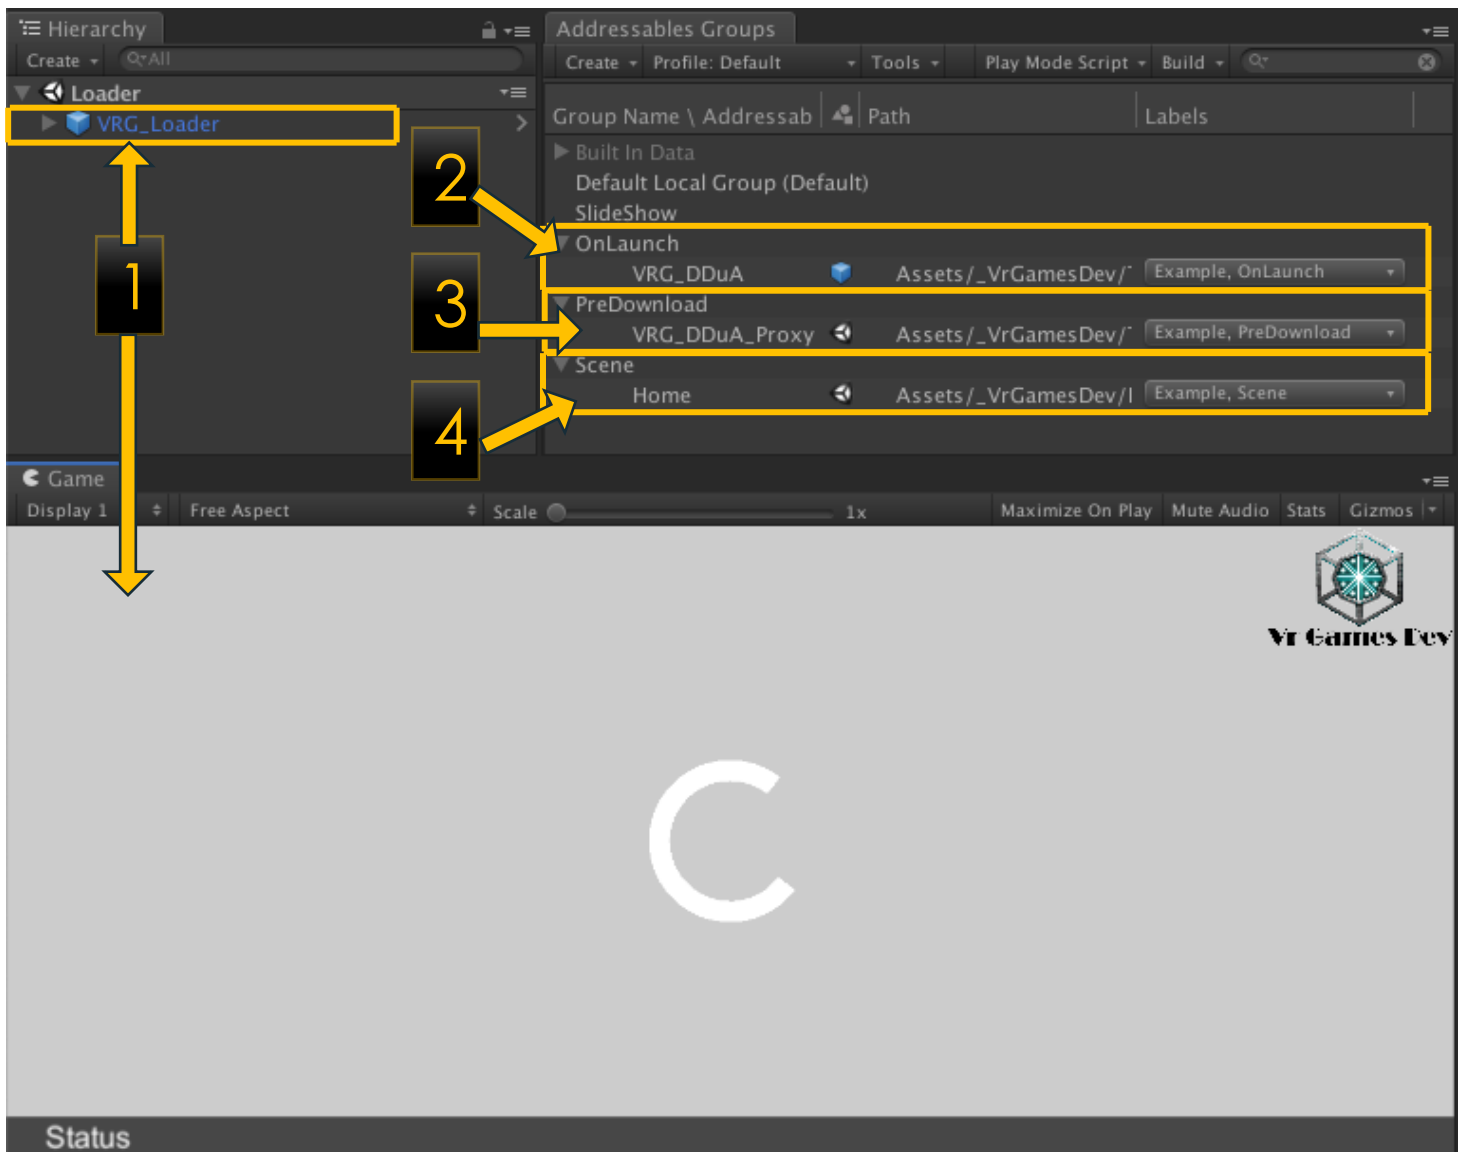 Hierarchy
Create
All
Loader
VRG_Loader
1
2
3
4
Addressables Groups
Create Profile: Default Tools Play Mode Script Build
Group Name \ Addressab Path Labels
Built In Data
Default Local Group (Default)
SlideShow
OnLaunch
VRG_DDuA Assets/_VrGamesDev/ Example, OnLaunch
PreDownload
VRG_DDuA_Proxy Assets/_VrGamesDev/ Example, PreDownload
Scene
Home Assets/_VrGamesDev/ Example, Scene
Game
Display 1 Free Aspect Scale 1x Maximize On Play Mute Audio Stats Gizmos
Vr Games Dev
Status